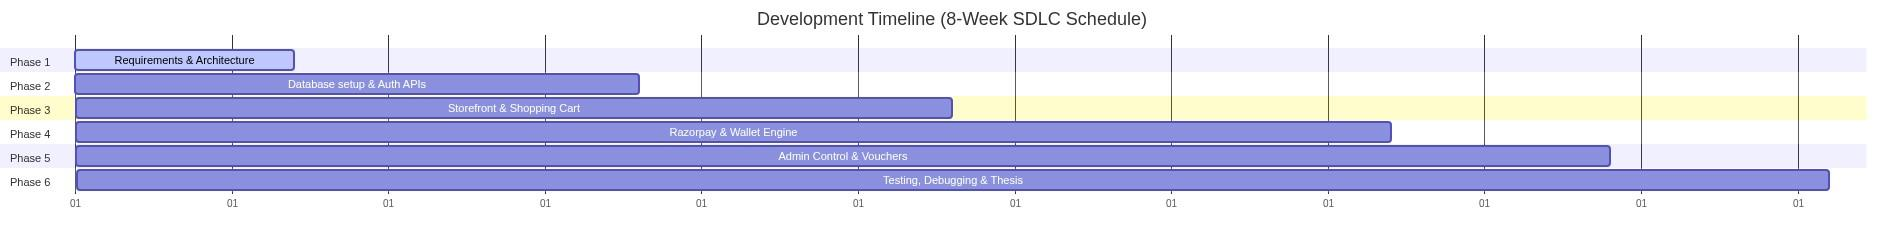 Development Timeline (8-Week SDLC Schedule)
Phase 1 Requirements & Architecture
Phase 2 Database setup & Auth APIs
Phase 3 Storefront & Shopping Cart
Phase 4 Razorpay & Wallet Engine
Phase 5 Admin Control & Vouchers
Phase 6 Testing, Debugging & Thesis
01 01 01 01 01 01 01 01 01 01 01 01